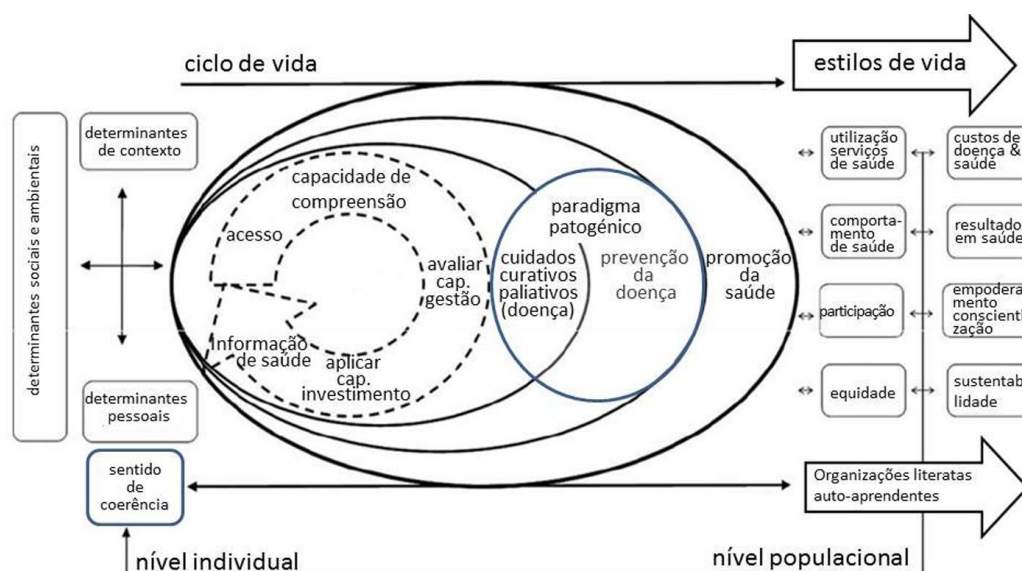 ciclo de vida
estilos de vida
determinantes sociais e ambientais
determinantes
de contexto
determinantes
pessoais
sentido
de
coerência
capacidade de
compreensão
acesso
avaliar
cap.
gestão
Informação
de saúde
aplicar
cap.
investimento
paradigma
patogénico
cuidados
curativos
paliativos
(doença)
prevenção
da
doença
promoção
da
saúde
utilização
serviços
de saúde
custos de
doença &
saúde
comporta-
mento
de saúde
resultado
em saúde
participação
empodera
mento
conscienti
zação
equidade
sustentab
lidade
Organizações literatas
auto-aprendentes
nível individual
nível populacional